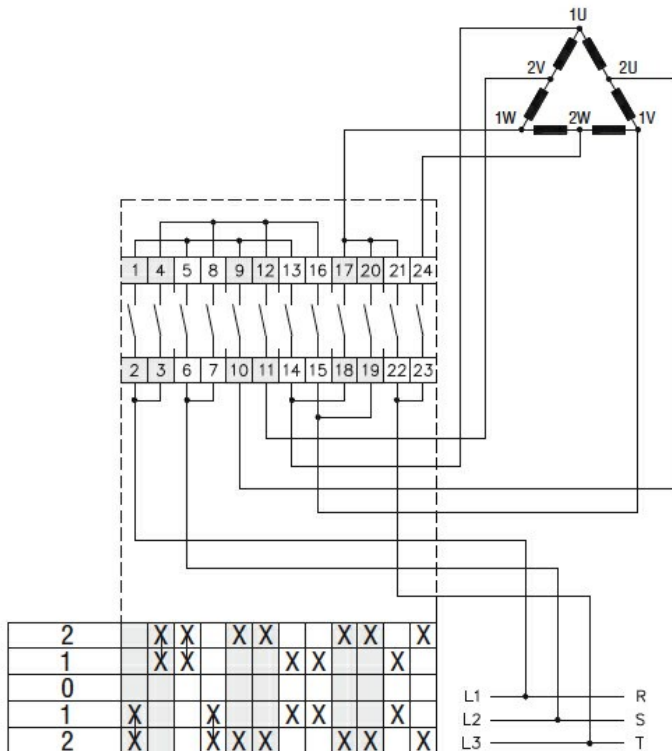 1U
2V 2U
1W 2W 1V
1 4 5 8 9 12 13 16 17 20 21 24
2 3 6 7 10 11 14 15 18 19 22 23
2 X X X X X X X
1 X X X X X
0
1 X X X X X
2 X X X X X X X
L1 R
L2 S
L3 T